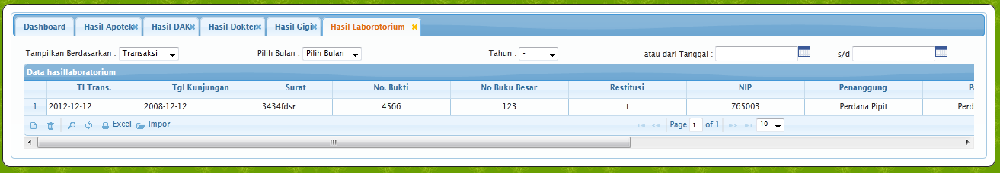 Dashboard Hasil Apotek Hasil DAK Hasil Dokter Hasil Gigi Hasil Laborotorium
Tampilkan Berdasarkan : Transaksi Pilih Bulan : Pilih Bulan Tahun : - atau dari Tanggal : s/d
Data hasillaboratorium
Tl Trans. Tgl Kunjungan Surat No. Bukti No Buku Besar Restitusi NIP Penanggung
1 2012-12-12 2008-12-12 3434fdsr 4566 123 t 765003 Perdana Pipit Perd
Excel Impor Page 1 of 1 10